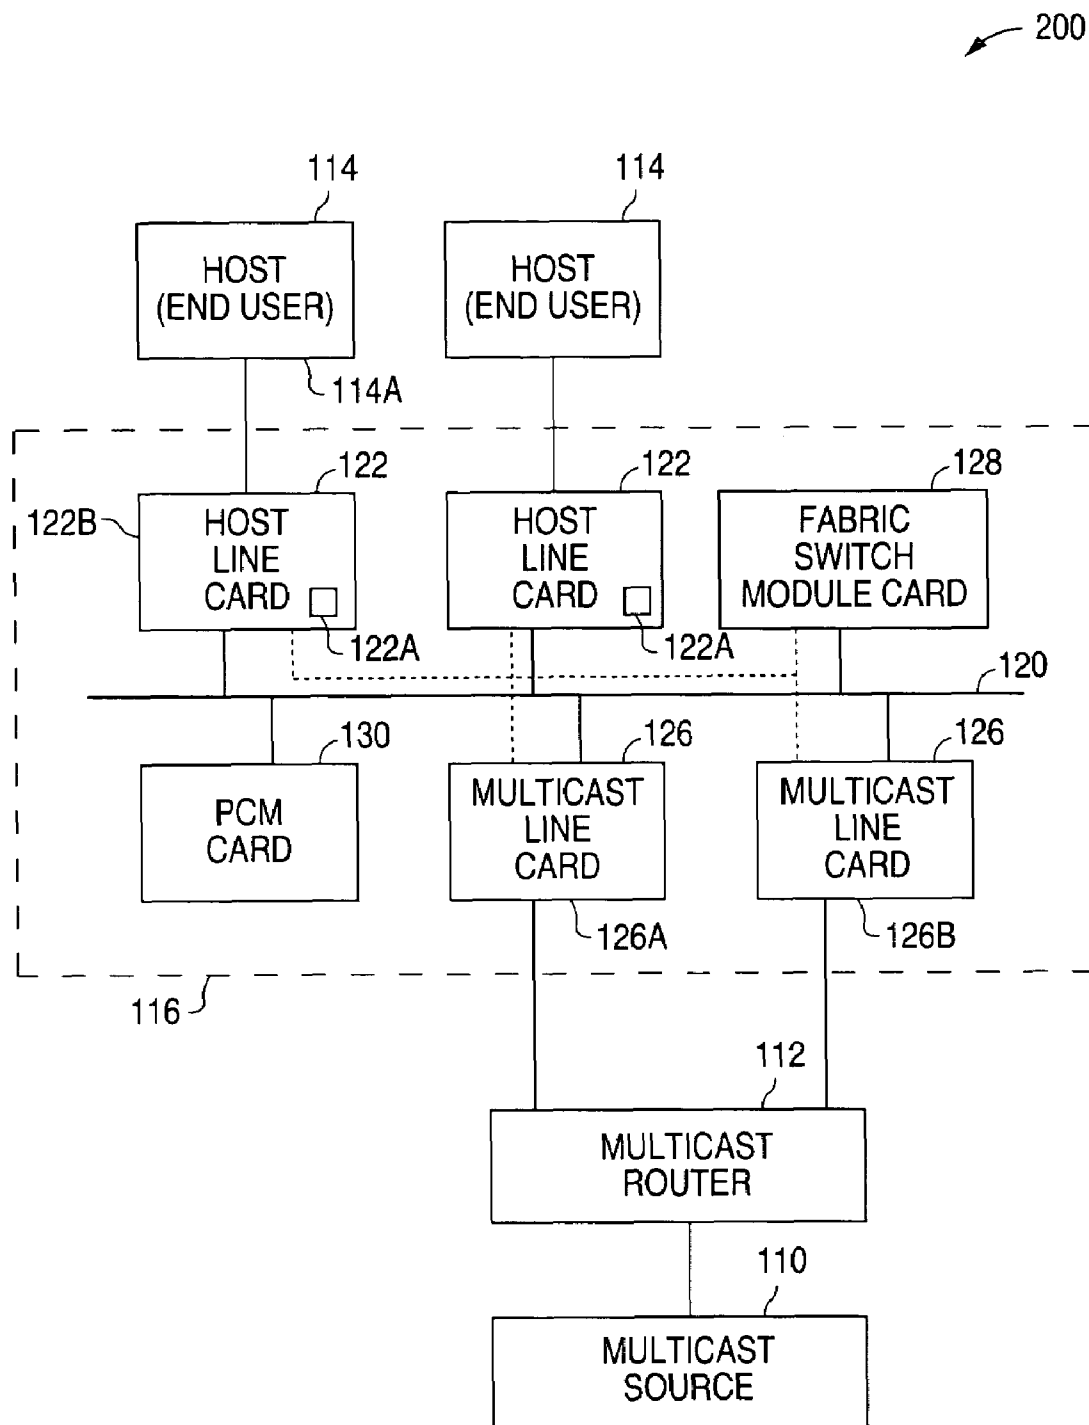 200
114
114
HOST
(END USER)
HOST
(END USER)
114A
122
122
128
122B
HOST
LINE
CARD
HOST
LINE
CARD
FABRIC
SWITCH
MODULE CARD
122A
122A
120
130
126
126
PCM
CARD
MULTICAST
LINE
CARD
MULTICAST
LINE
CARD
126A
126B
116
112
MULTICAST
ROUTER
110
MULTICAST
SOURCE